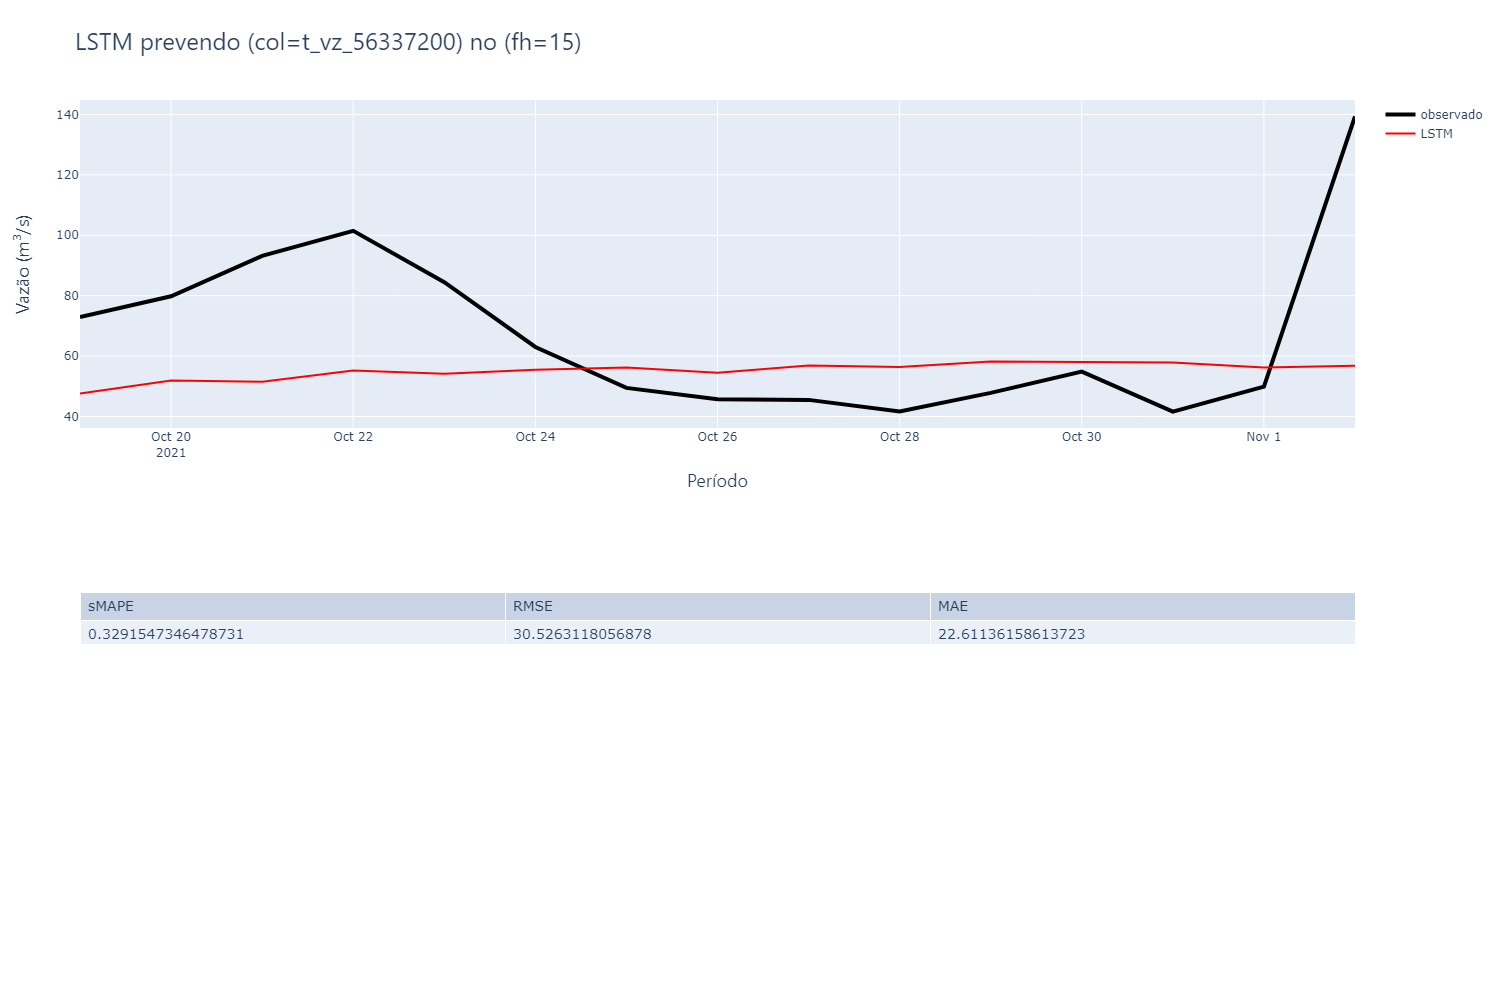 LSTM prevendo (col=t_vz_56337200) no (fh=15)
observado
LSTM
Vazão (m³/s)
140
120
100
80
60
40
Oct 20
2021
Oct 22
Oct 24
Oct 26
Oct 28
Oct 30
Nov 1
Período
sMAPE RMSE MAE
0.3291547346478731 30.5263118056878 22.61136158613723